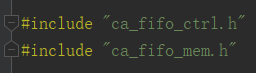 #include "ca_fifo_ctrl.h"
#include "ca_fifo_mem.h"